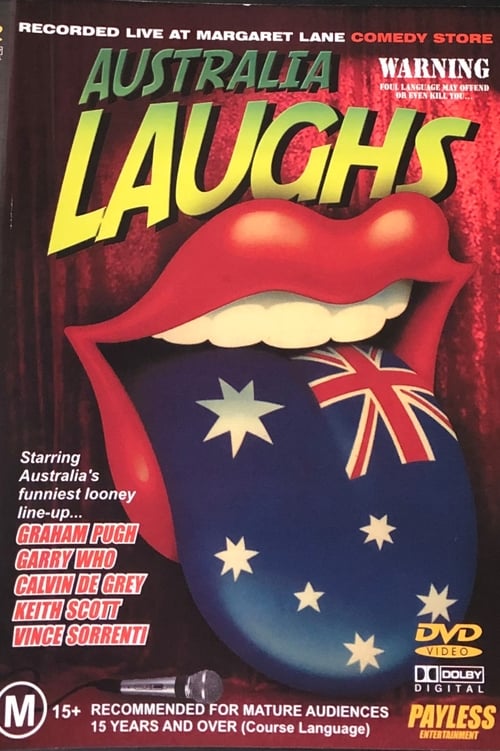 RECORDED LIVE AT MARGARET LANE COMEDY STORE
AUSTRALIA
LAUGHS
WARNING
FOUL LANGUAGE MAY OFFEND
OR EVEN KILL YOU...
Starring
Australia's
funniest looney
line-up...
GRAHAM PUGH
GARRY WHO
CALVIN DE GREY
KEITH SCOTT
VINCE SORRENTI
DVD
VIDEO
DOLBY
DIGITAL
M 15+ RECOMMENDED FOR MATURE AUDIENCES
15 YEARS AND OVER (Course Language)
PAYLESS
ENTERTAINMENT